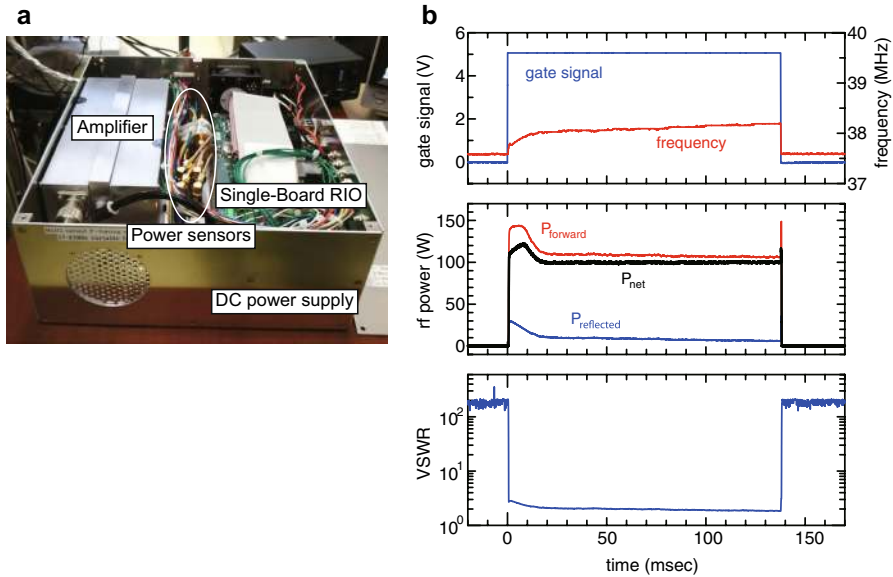 a
Amplifier
Single-Board RIO
Power sensors
DC power supply
b
6
4
2
0
gate signal (V)
gate signal
frequency
40
39
38
37
frequency (MHz)
150
100
50
0
rf power (W)
Pforward
Pnet
Preflected
10²
10¹
10⁰
VSWR
0
50
100
150
time (msec)